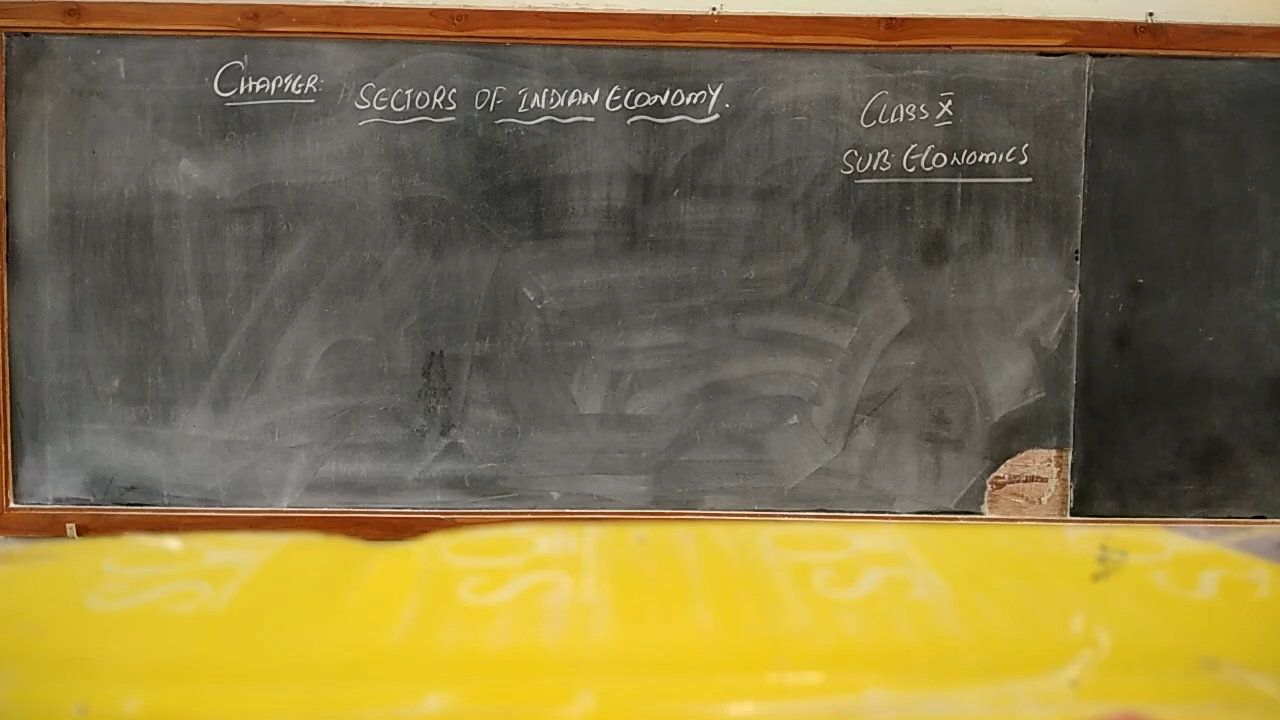 CHAPTER: SECTORS OF INDIAN ECONOMY.
CLASS X
SUB: ECONOMICS